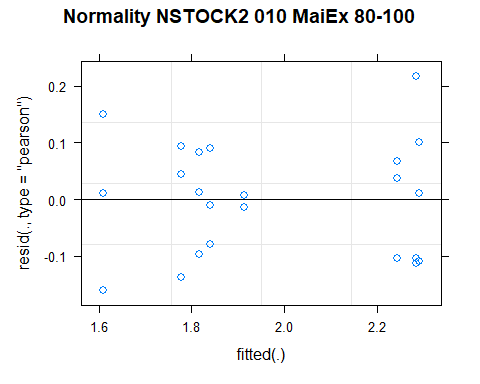 Normality NSTOCK2 010 MaiEx 80-100
resid(., type = "pearson")
0.2
0.1
0.0
-0.1
1.6 1.8 2.0 2.2
fitted(.)